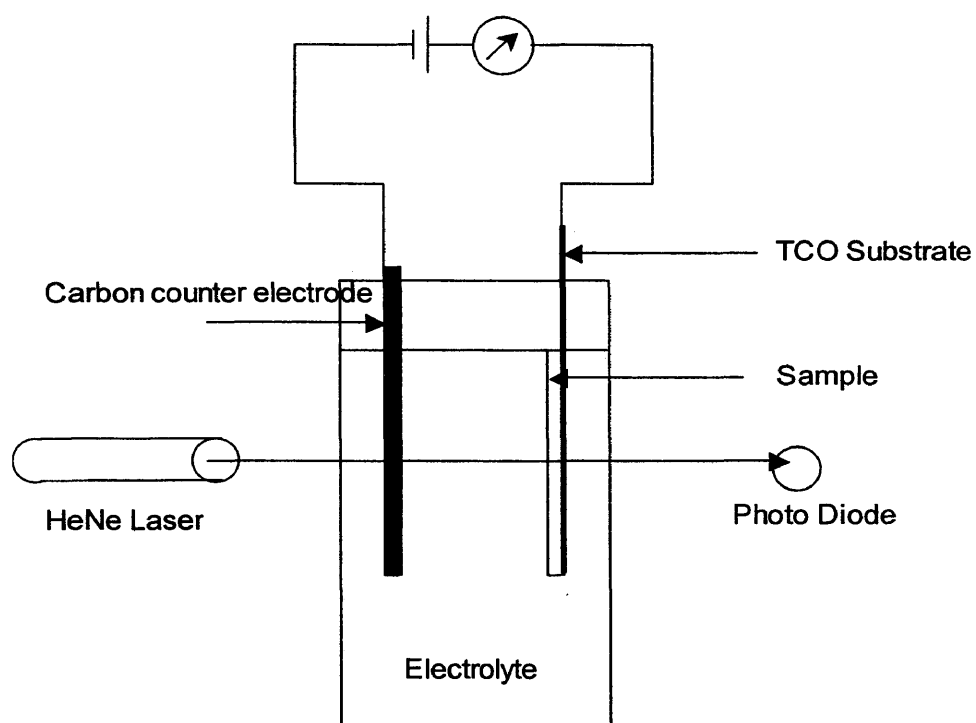 TCO Substrate
Carbon counter electrode
Sample
HeNe Laser
Photo Diode
Electrolyte